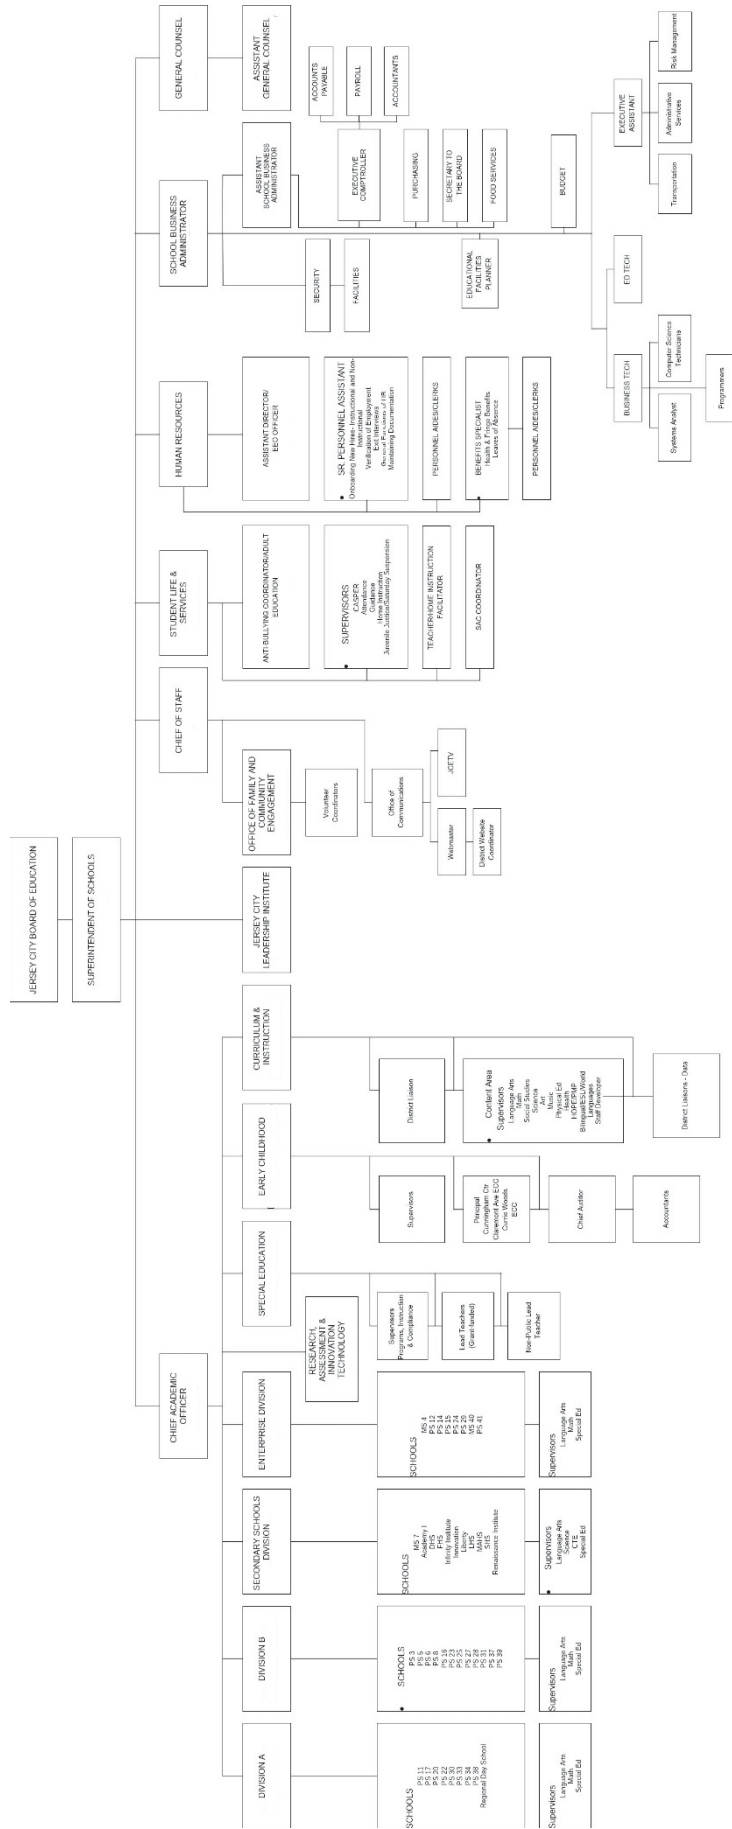 JERSEY CITY BOARD OF EDUCATION
SUPERINTENDENT OF SCHOOLS
CHIEF ACADEMIC
OFFICER
CHIEF OF STAFF
STUDENT LIFE &
SERVICES
HUMAN RESOURCES
SCHOOL BUSINESS
ADMINISTRATOR
GENERAL COUNSEL
DIVISION A
DIVISION B
SECONDARY SCHOOLS
DIVISION
ENTERPRISE DIVISION
SPECIAL EDUCATION
EARLY CHILDHOOD
CURRICULUM &
INSTRUCTION
JERSEY CITY
LEADERSHIP INSTITUTE
OFFICE OF FAMILY AND
COMMUNITY
ENGAGEMENT
ANTI-BULLYING COORDINATOR/ADULT
EDUCATION
ASSISTANT DIRECTOR/
EEO OFFICER
ASSISTANT
SCHOOL BUSINESS
ADMINISTRATOR
ASSISTANT
GENERAL COUNSEL
RESEARCH,
ASSESSMENT &
INNOVATION
TECHNOLOGY
SCHOOLS
PS 11
PS 17
PS 20
PS 22
PS 30
PS 33
PS 34
PS 38
Regional Day School
Supervisors
Language Arts
Math
Special Ed
SCHOOLS
PS 3
PS 5
PS 6
PS 8
PS 16
PS 23
PS 25
PS 27
PS 28
PS 31
PS 37
PS 39
Supervisors
Language Arts
Math
Special Ed
SCHOOLS
MS 7
Academy I
DHS
FHS
Infinity Institute
Innovation
Liberty
LHS
MAHS
SHS
Renaissance Institute
Supervisors
Language Arts
Science
CTE
Special Ed
SCHOOLS
MS 4
PS 12
PS 14
PS 15
PS 24
PS 29
MS 40
PS 41
Supervisors
Language Arts
Math
Special Ed
Supervisors
Programs, Instruction
& Compliance
Lead Teachers
(Grant-funded)
Non-Public Lead
Teacher
Supervisors
Principal
Cunningham Ctr
Claremont Ave ECC
Curris Woods
ECC
Chief Auditor
Accountants
District Liaison
Content Area
Supervisors
Language Arts
Math
Social Studies
Science
Art
Music
Physical Ed
Health
HOPE/PMP
Bilingual/ESL/World
Languages
Staff Developer
District Liaisons - Data
Volunteer
Coordinators
Office of
Communications
Webmaster
JCETV
District Website
Coordinator
SUPERVISORS
CASPER
Attendance
Guidance
Home Instruction
Juvenile Justice/Saturday Suspension
TEACHER/HOME INSTRUCTION
FACILITATOR
SAC COORDINATOR
SR. PERSONNEL ASSISTANT
Onboarding New Hires- Instructional and Non-
Instructional
Verification of Employment
Exit Interviews
General Functions of HR
Maintaining Documentation
PERSONNEL AIDES/CLERKS
BENEFITS SPECIALIST
Health & Fringe Benefits
Leaves of Absence
PERSONNEL AIDES/CLERKS
SECURITY
FACILITIES
EDUCATIONAL
FACILITIES
PLANNER
EXECUTIVE
COMPTROLLER
ACCOUNTS
PAYABLE
PAYROLL
ACCOUNTANTS
PURCHASING
SECRETARY TO
THE BOARD
FOOD SERVICES
BUDGET
BUSINESS TECH
ED TECH
EXECUTIVE
ASSISTANT
Systems Analyst
Computer Science
Technicians
Programmers
Transportation
Administrative
Services
Risk Management